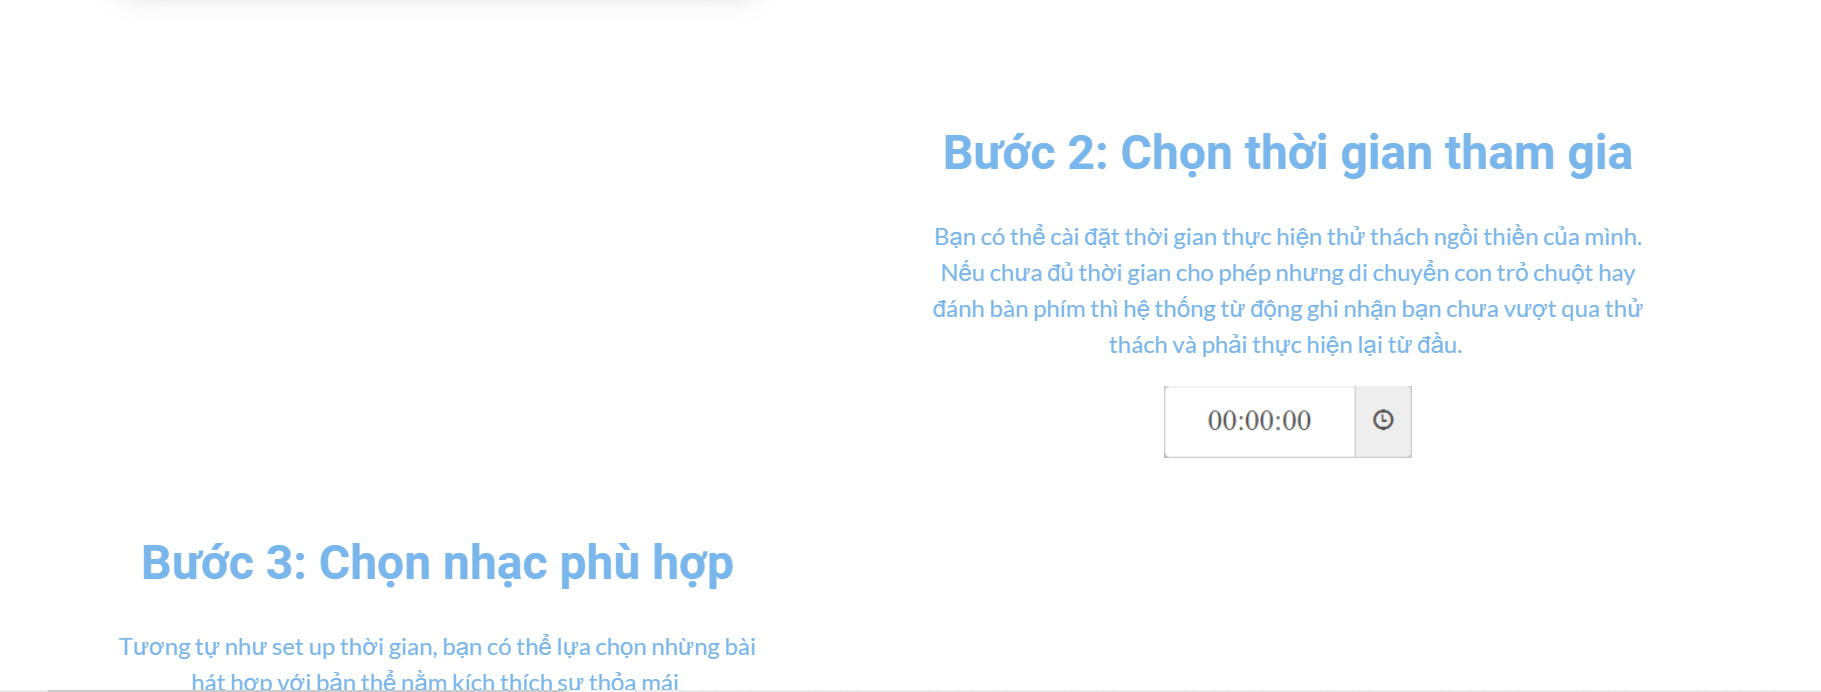 Bước 2: Chọn thời gian tham gia
Bạn có thể cài đặt thời gian thực hiện thử thách ngồi thiền của mình.
Nếu chưa đủ thời gian cho phép nhưng di chuyển con trỏ chuột hay
đánh bàn phím thì hệ thống từ động ghi nhận bạn chưa vượt qua thử
thách và phải thực hiện lại từ đầu.
00:00:00
Bước 3: Chọn nhạc phù hợp
Tương tự như set up thời gian, bạn có thể lựa chọn những bài
hát hợp với bản thể nằm kích thích sự thỏa mái